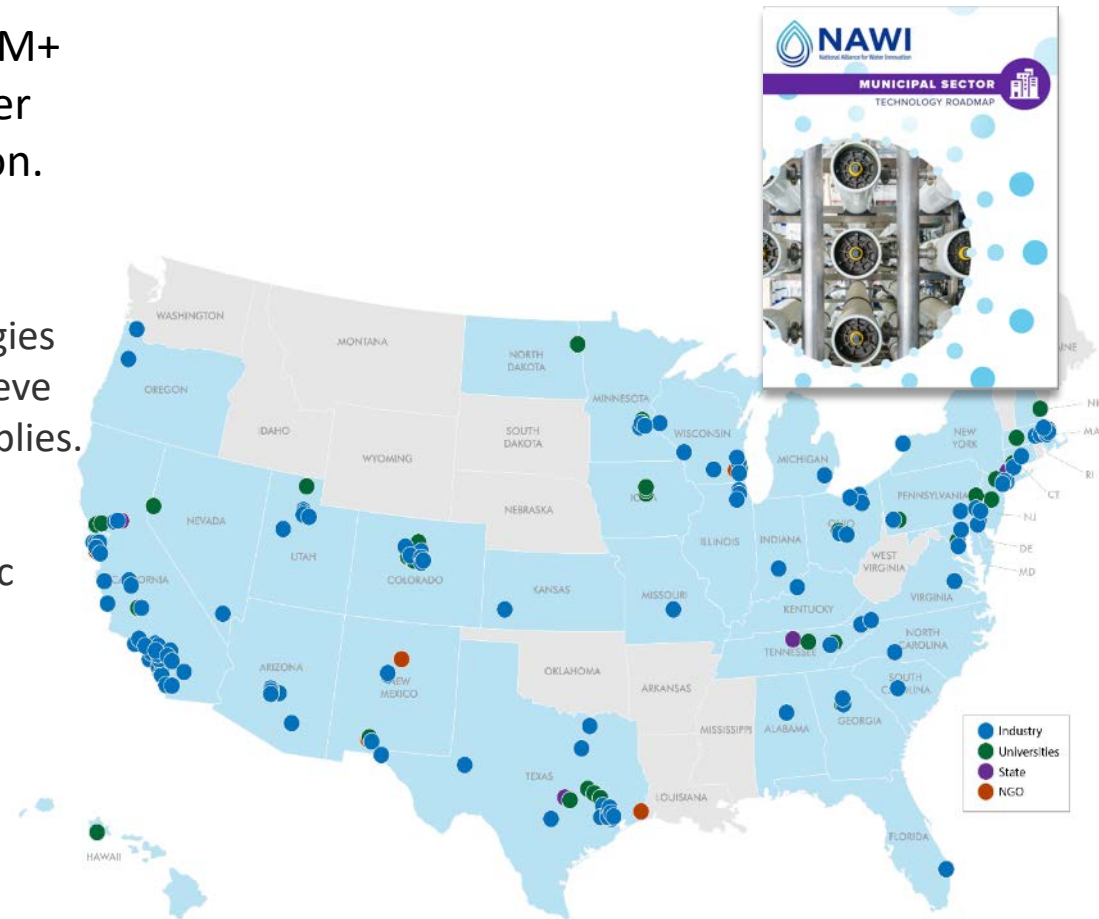 M+
er
on.
gies
eve
plies.
c
NAWI
National Alliance for Water Innovation
MUNICIPAL SECTOR
TECHNOLOGY ROADMAP
WASHINGTON
MONTANA
NORTH
DAKOTA
MINNESOTA
OREGON
IDAHO
SOUTH
DAKOTA
WISCONSIN
MICHIGAN
NEW
YORK
AINE
NH
MA
RI
CT
NJ
DE
MD
WYOMING
IOWA
NEBRASKA
PENNSYLVANIA
NEVADA
UTAH
COLORADO
ILLINOIS
INDIANA
OHIO
WEST
VIRGINIA
VIRGINIA
CALIFORNIA
KANSAS
MISSOURI
KENTUCKY
NORTH
CAROLINA
TENNESSEE
ARIZONA
NEW
MEXICO
OKLAHOMA
ARKANSAS
SOUTH
CAROLINA
MISSISSIPPI
ALABAMA
GEORGIA
TEXAS
LOUISIANA
FLORIDA
HAWAII
Industry
Universities
State
NGO